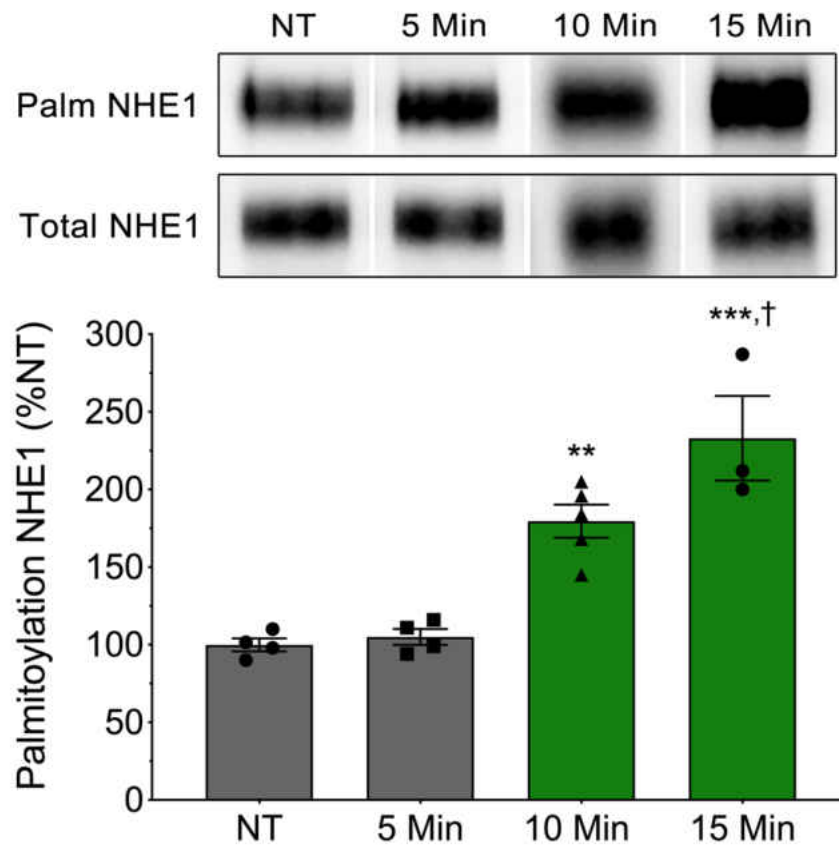 NT 5 Min 10 Min 15 Min
Palm NHE1
Total NHE1
Palmitoylation NHE1 (%NT)
300
250
200
150
100
50
0
**
***,†
NT 5 Min 10 Min 15 Min